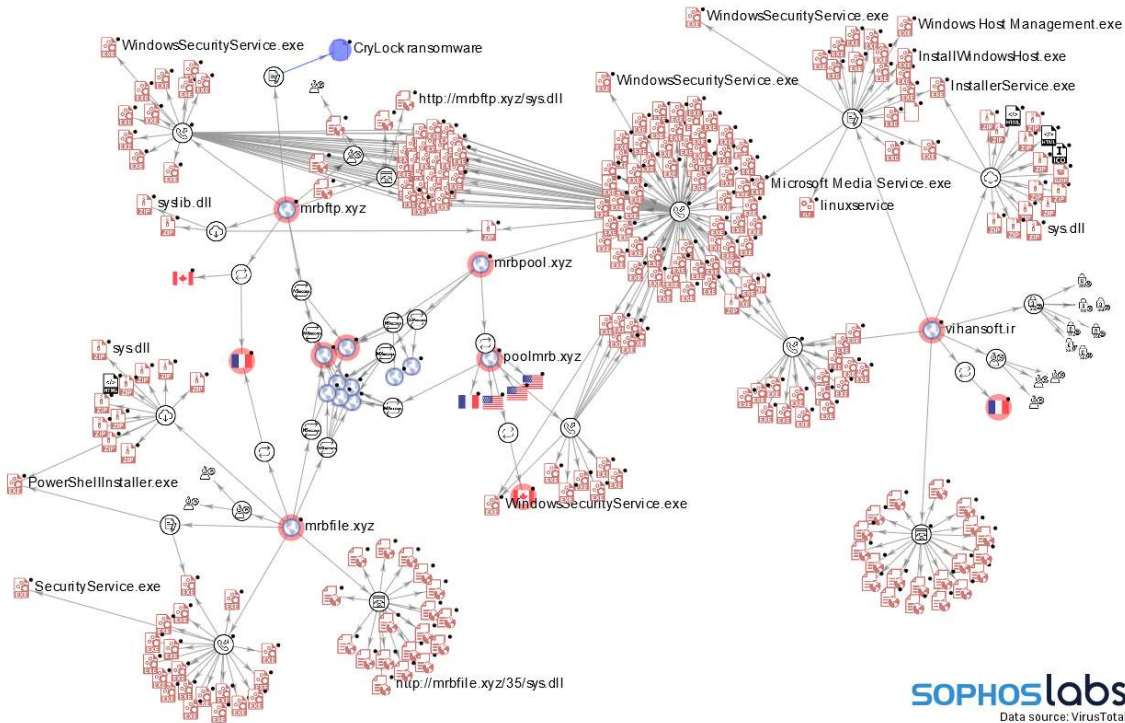 WindowsSecurityService.exe
Windows Host Management.exe
WindowsSecurityService.exe
CryLock ransomware
InstallWindowsHost.exe
WindowsSecurityService.exe
InstallerService.exe
http://mrbftp.xyz/sys.dll
Microsoft Media Service.exe
syslib.dll
mrbftp.xyz
linuxservice
sys.dll
mrbpool.xyz
vihansoft.ir
sys.dll
poolmrb.xyz
PowerShellInstaller.exe
WindowsSecurityService.exe
mrbfile.xyz
SecurityService.exe
http://mrbfile.xyz/35/sys.dll
SOPHOSlabs
Data source: VirusTotal